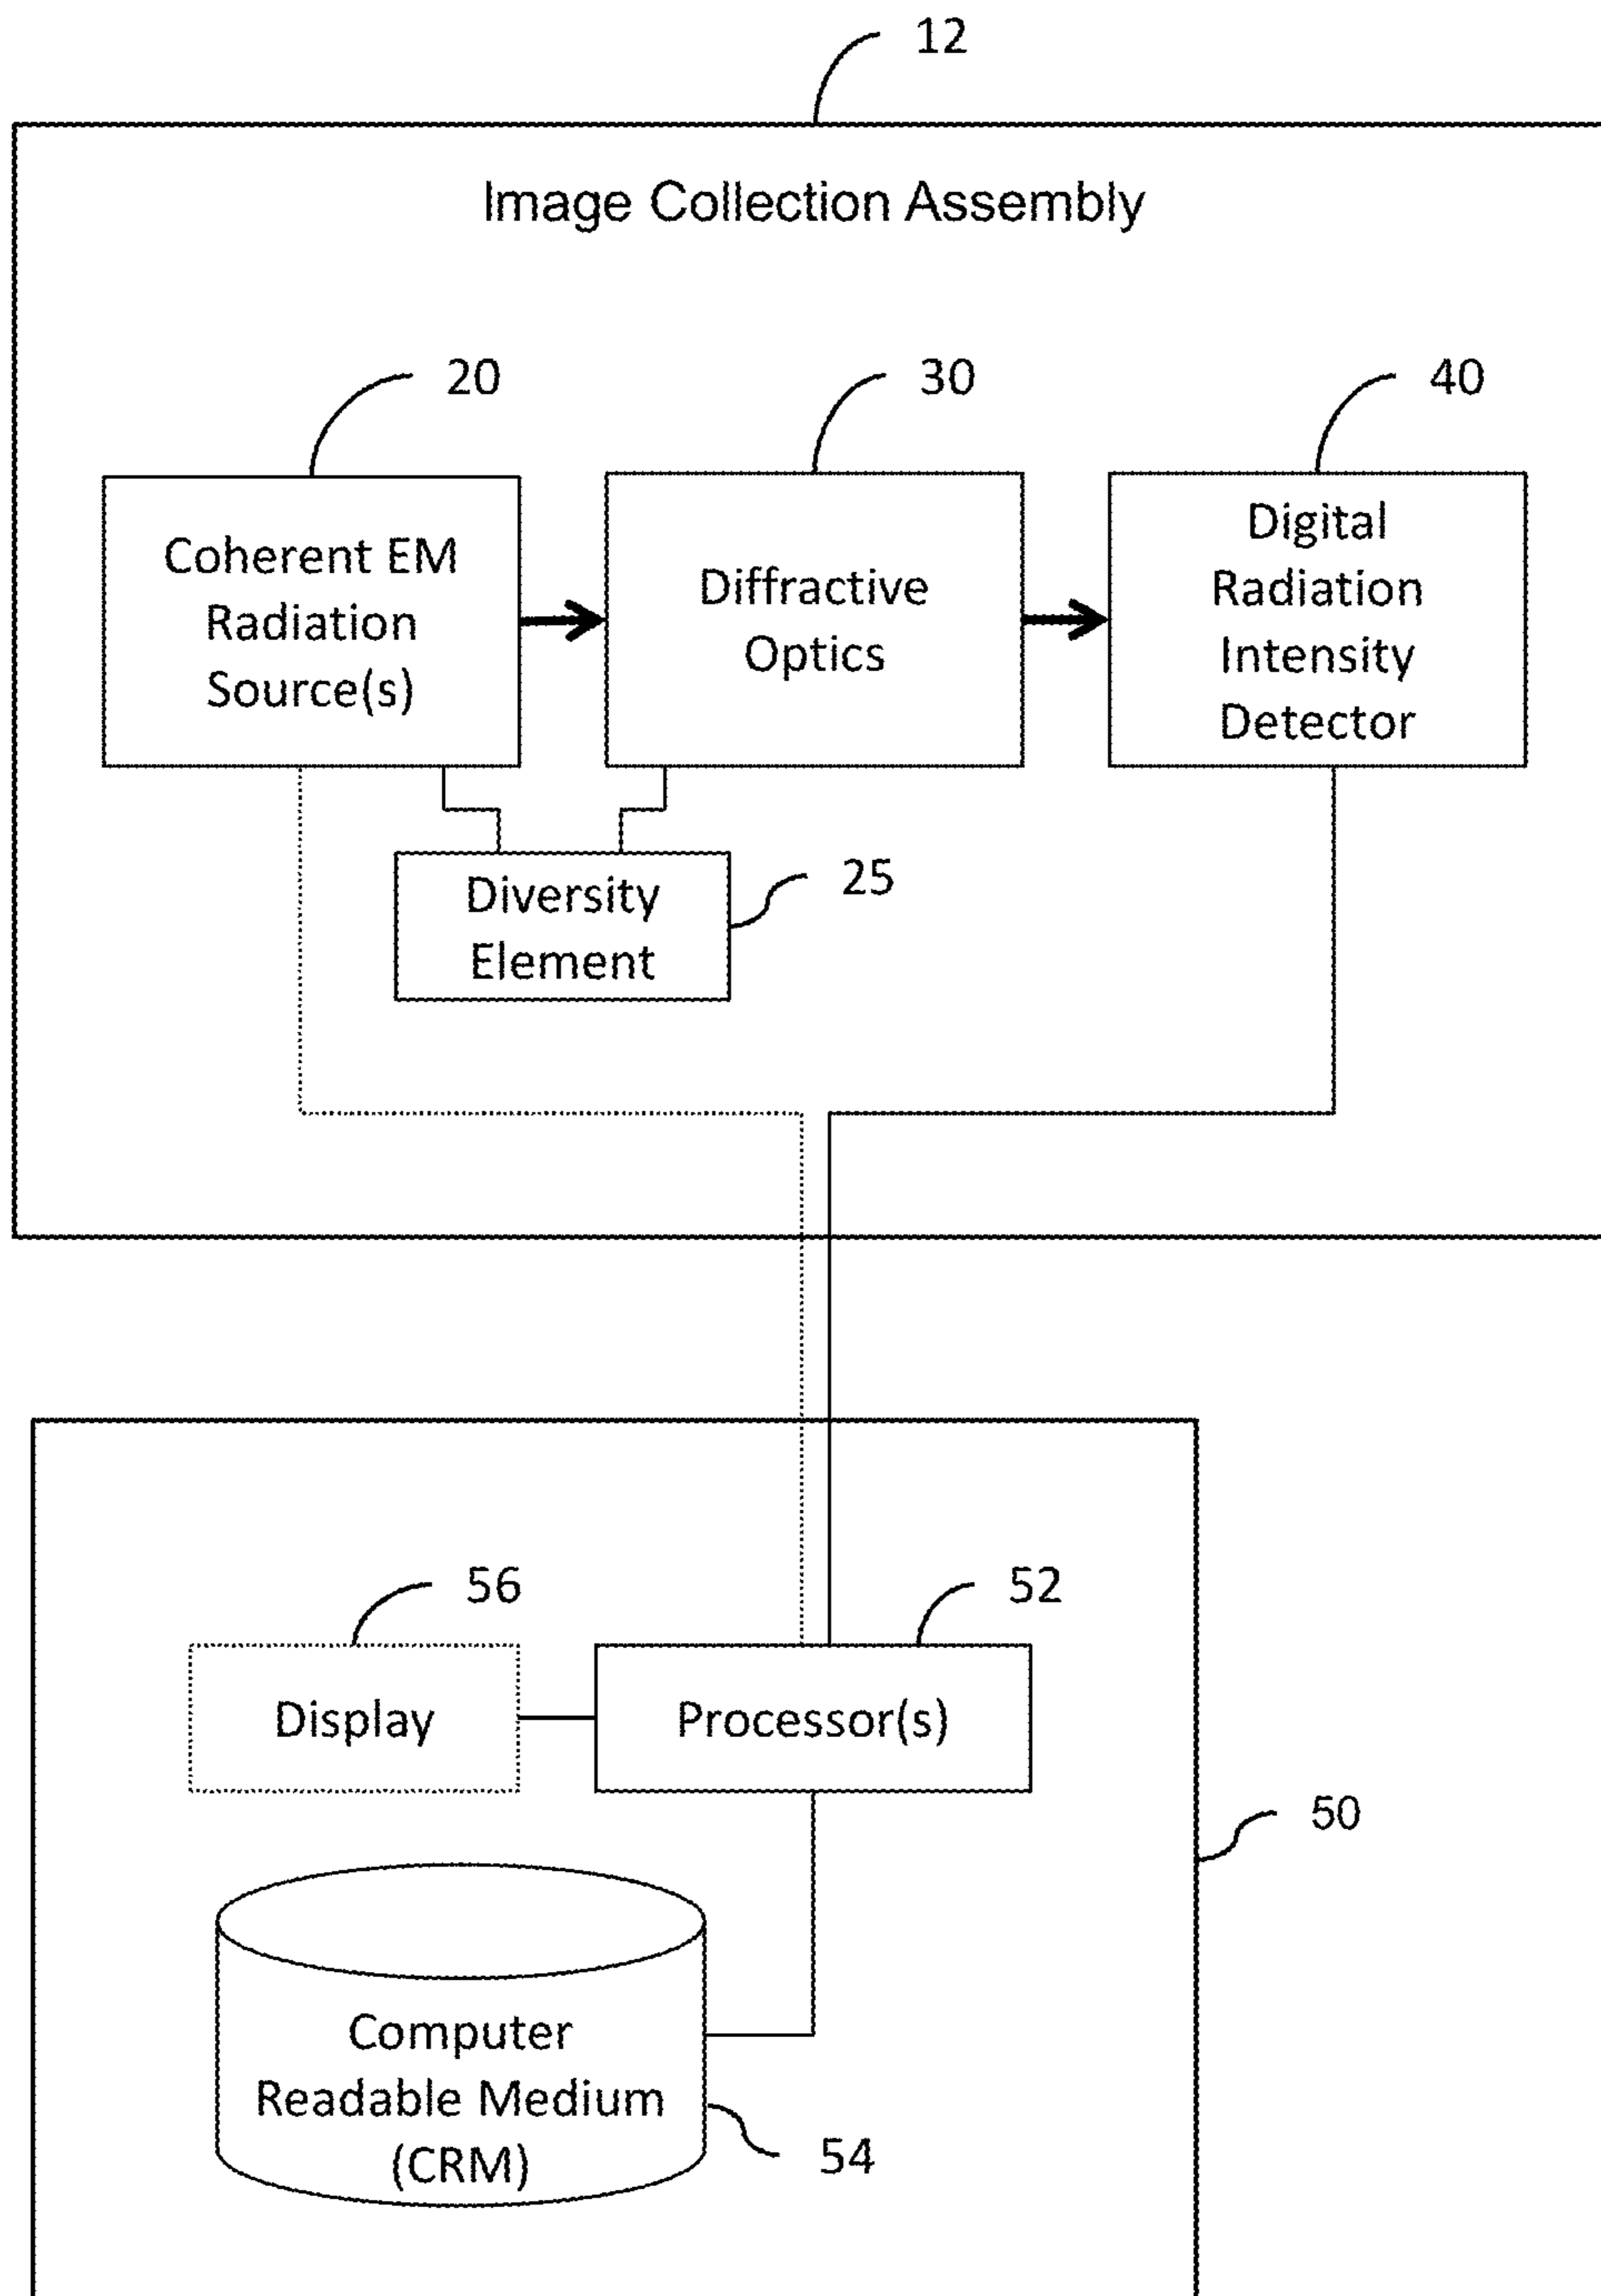 12
Image Collection Assembly
20
30
40
Coherent EM
Radiation
Source(s)
Diffractive
Optics
Digital
Radiation
Intensity
Detector
Diversity
Element
25
56
52
Display
Processor(s)
50
Computer
Readable Medium
(CRM)
54